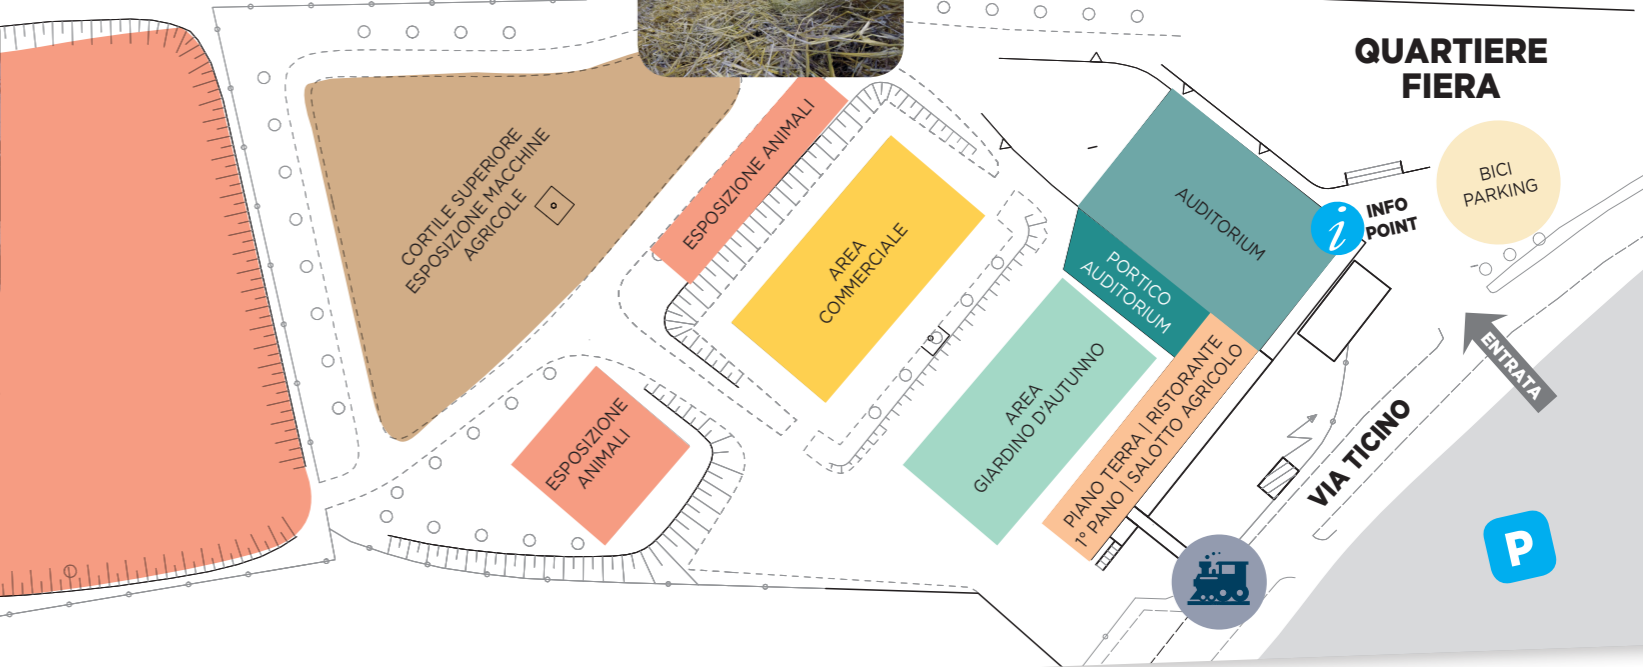 QUARTIERE
FIERA
CORTILE SUPERIORE
ESPOSIZIONE MACCHINE
AGRICOLE
ESPOSIZIONE ANIMALI
AREA
COMMERCIALE
AUDITORIUM
PORTICO
AUDITORIUM
i
INFO
POINT
BICI
PARKING
ESPOSIZIONE
ANIMALI
AREA
GIARDINO D'AUTUNNO
PIANO TERRA | RISTORANTE
1° PANO | SALOTTO AGRICOLO
ENTRATA
VIA TICINO
P